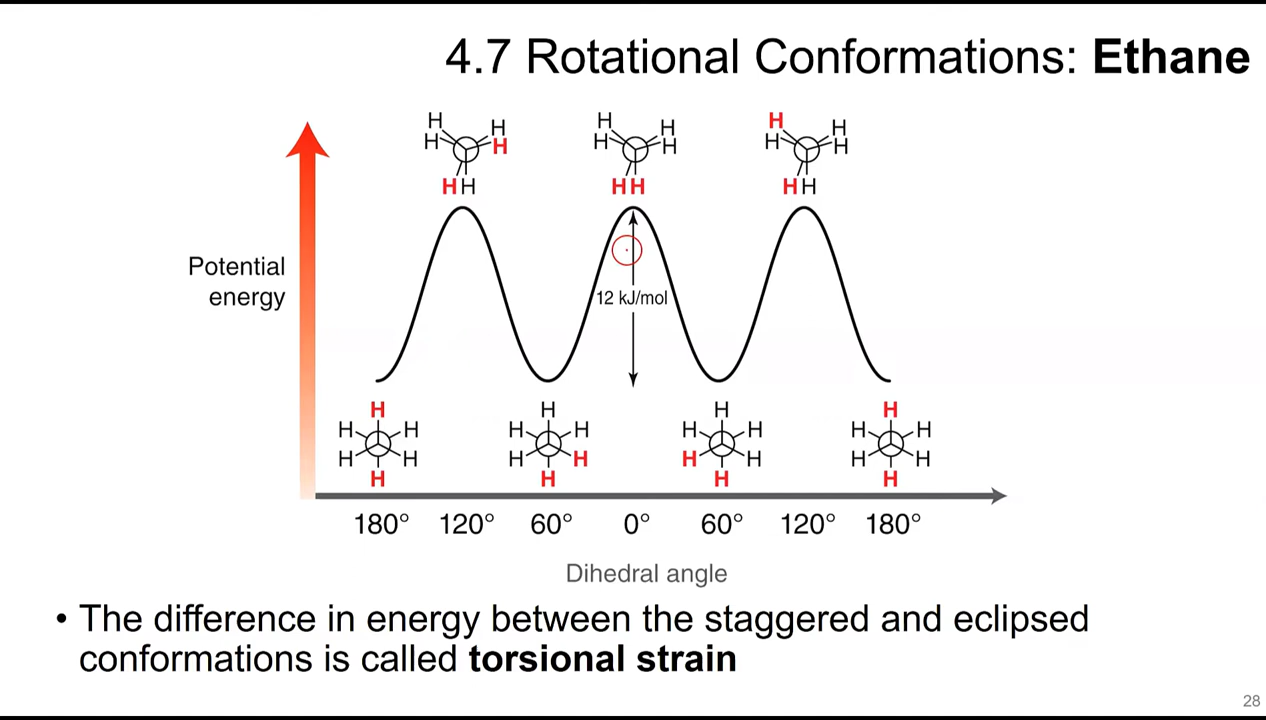 4.7 Rotational Conformations: Ethane
H H H
H H H H H H
H H H H H H
H H H H H H
Potential
energy
12 kJ/mol
H H H H
H H H H H H H H
H H H H H H H H
H H H H
180° 120° 60° 0° 60° 120° 180°
Dihedral angle
• The difference in energy between the staggered and eclipsed
conformations is called torsional strain
28